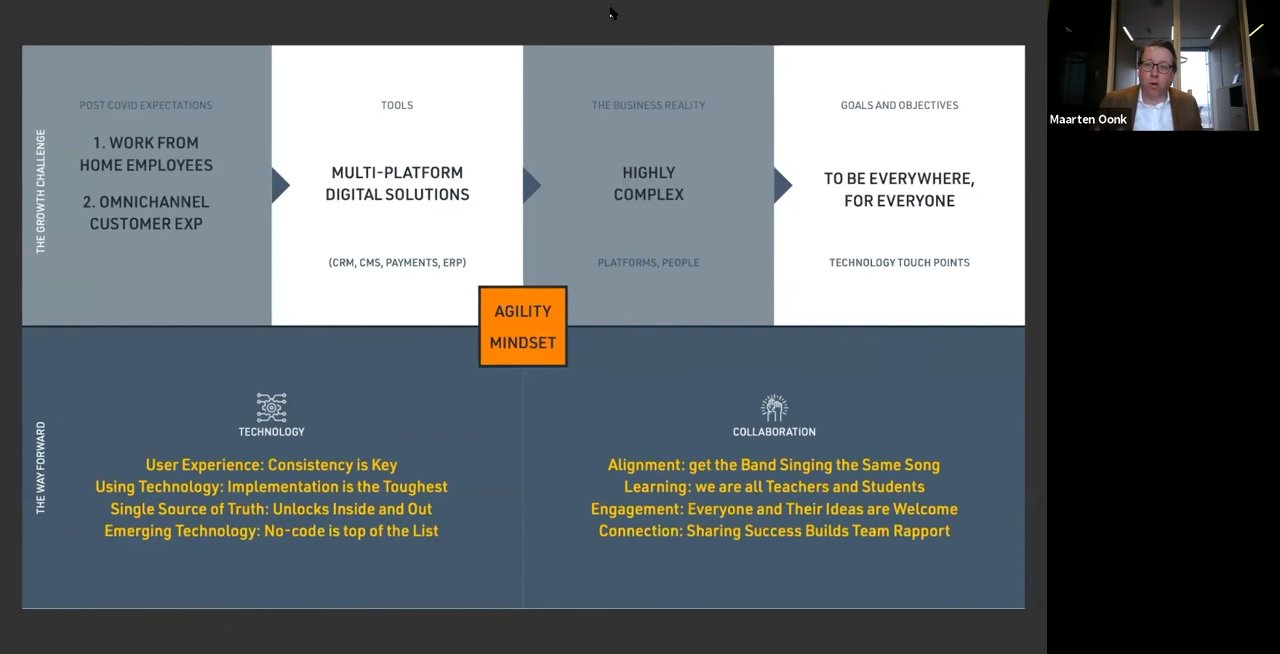 THE GROWTH CHALLENGE
POST COVID EXPECTATIONS
1. WORK FROM
HOME EMPLOYEES
2. OMNICHANNEL
CUSTOMER EXP
TOOLS
MULTI-PLATFORM
DIGITAL SOLUTIONS
(CRM, CMS, PAYMENTS, ERP)
THE BUSINESS REALITY
HIGHLY
COMPLEX
PLATFORMS, PEOPLE
GOALS AND OBJECTIVES
TO BE EVERYWHERE,
FOR EVERYONE
TECHNOLOGY TOUCH POINTS
AGILITY
MINDSET
THE WAY FORWARD
TECHNOLOGY
User Experience: Consistency is Key
Using Technology: Implementation is the Toughest
Single Source of Truth: Unlocks Inside and Out
Emerging Technology: No-code is top of the List
COLLABORATION
Alignment: get the Band Singing the Same Song
Learning: we are all Teachers and Students
Engagement: Everyone and Their Ideas are Welcome
Connection: Sharing Success Builds Team Rapport
Maarten Oonk